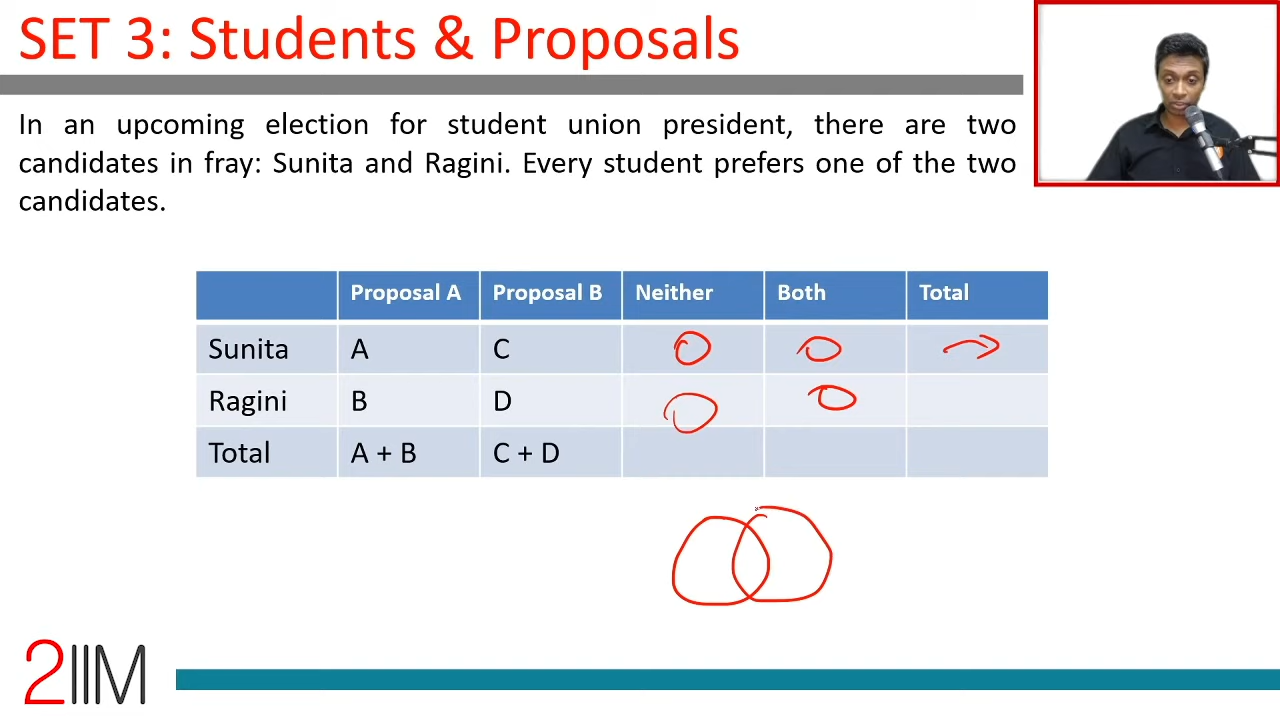 SET 3: Students & Proposals
In an upcoming election for student union president, there are two
candidates in fray: Sunita and Ragini. Every student prefers one of the two
candidates.
Proposal A Proposal B Neither Both Total
Sunita A C
Ragini B D
Total A + B C + D
2IIM